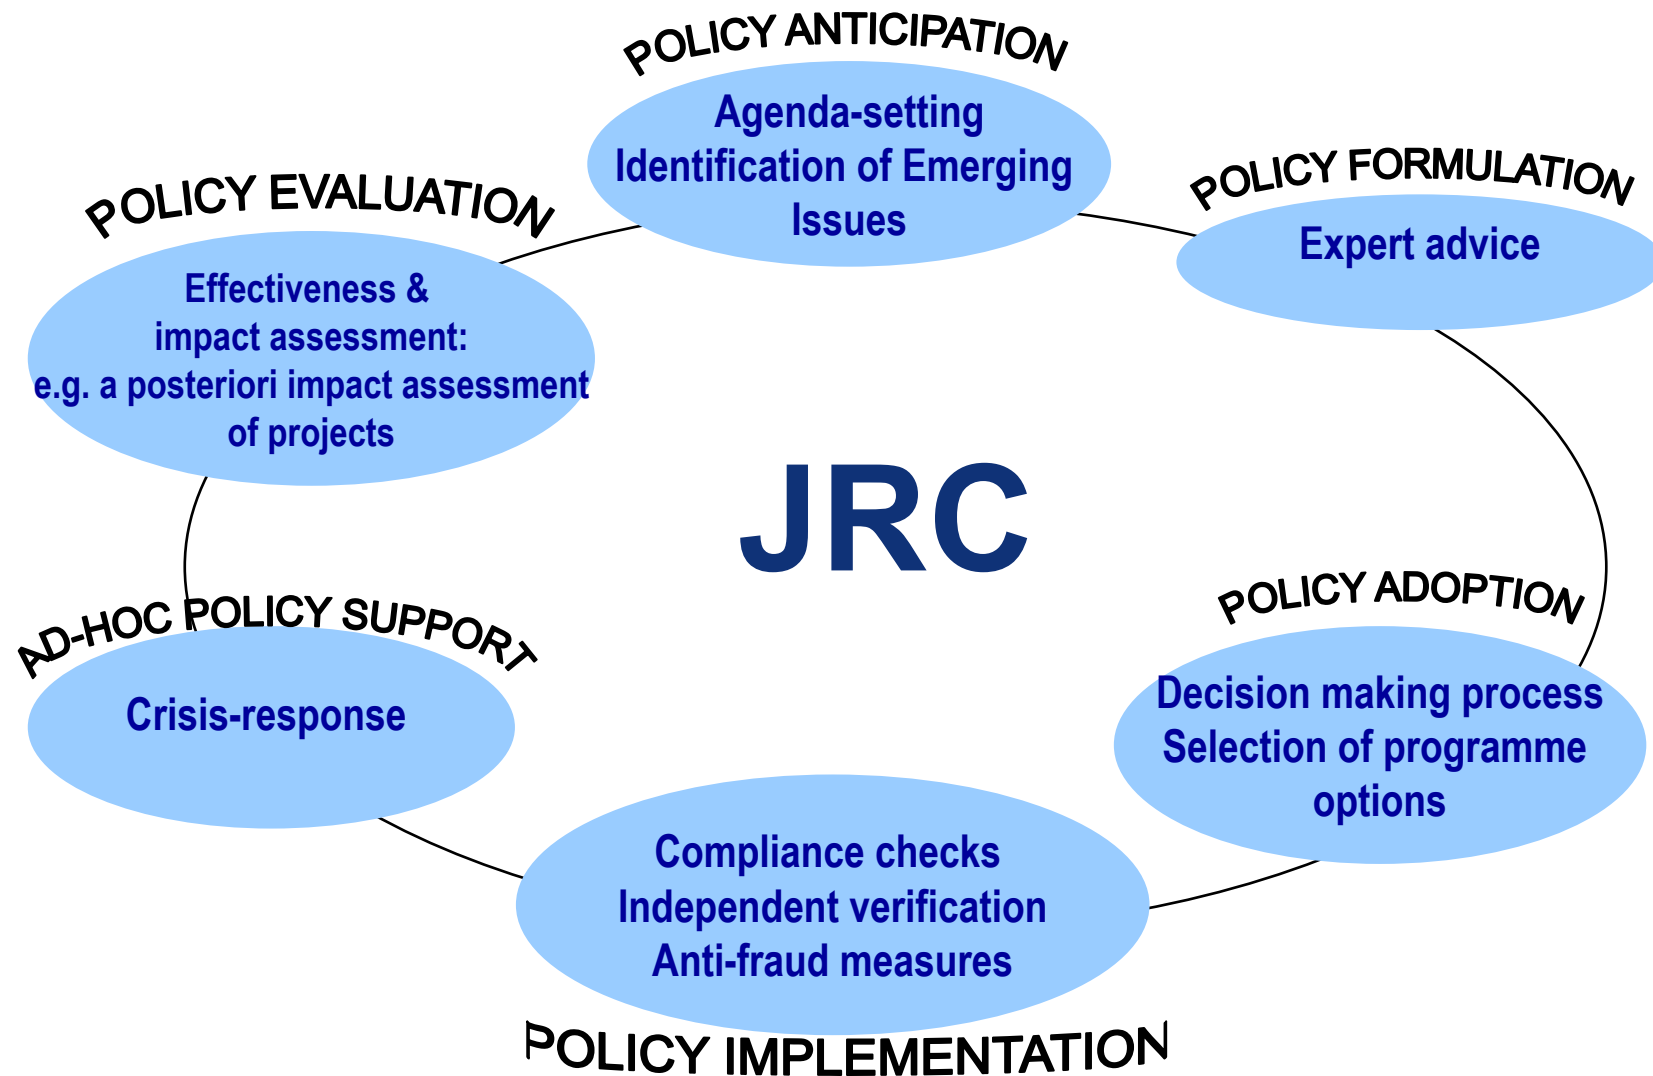 POLICY ANTICIPATION
Agenda-setting
Identification of Emerging
Issues
POLICY FORMULATION
Expert advice
POLICY EVALUATION
Effectiveness &
impact assessment:
e.g. a posteriori impact assessment
of projects
JRC
POLICY ADOPTION
Decision making process
Selection of programme
options
AD-HOC POLICY SUPPORT
Crisis-response
Compliance checks
Independent verification
Anti-fraud measures
POLICY IMPLEMENTATION